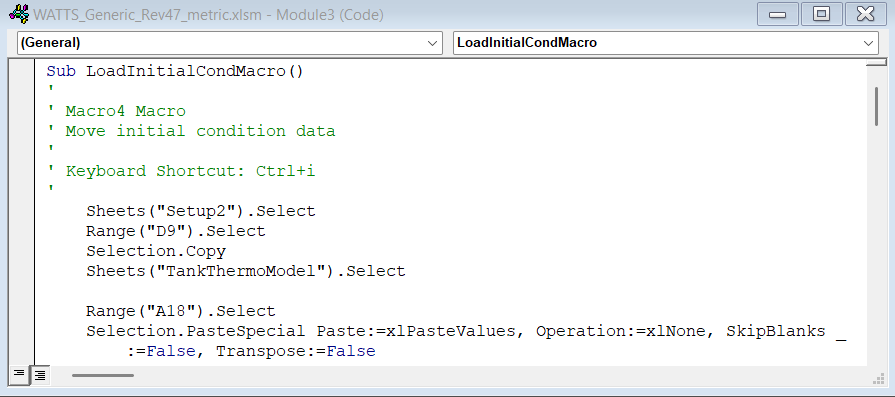 WATTS_Generic_Rev47_metric.xlsm - Module3 (Code)
(General) LoadInitialCondMacro
Sub LoadInitialCondMacro()
'
' Macro4 Macro
' Move initial condition data
'
' Keyboard Shortcut: Ctrl+i
'
    Sheets("Setup2").Select
    Range("D9").Select
    Selection.Copy
    Sheets("TankThermoModel").Select

    Range("A18").Select
    Selection.PasteSpecial Paste:=xlPasteValues, Operation:=xlNone, SkipBlanks _
        :=False, Transpose:=False